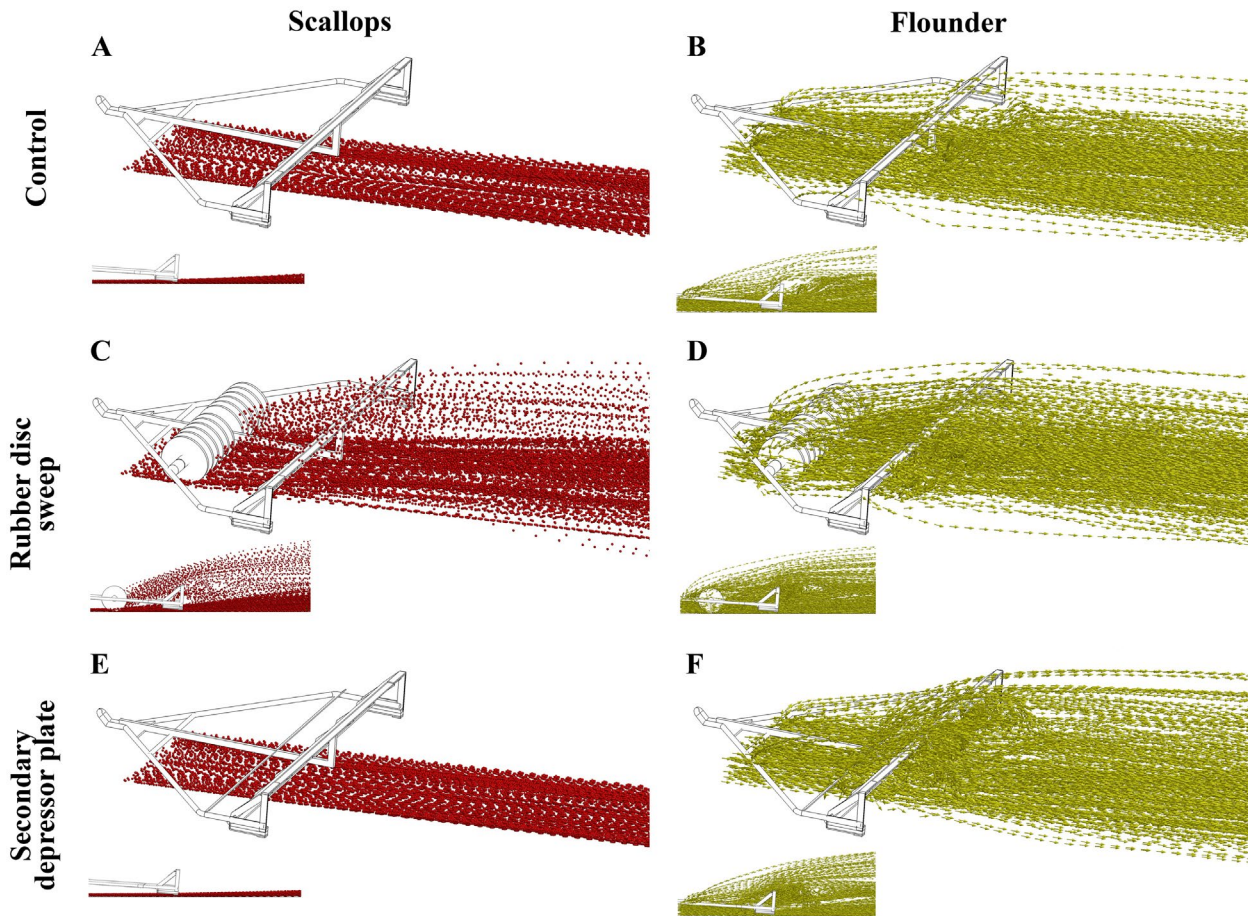 Scallops
Flounder
A
B
Control
C
D
Rubber disc
sweep
E
F
Secondary
depressor plate